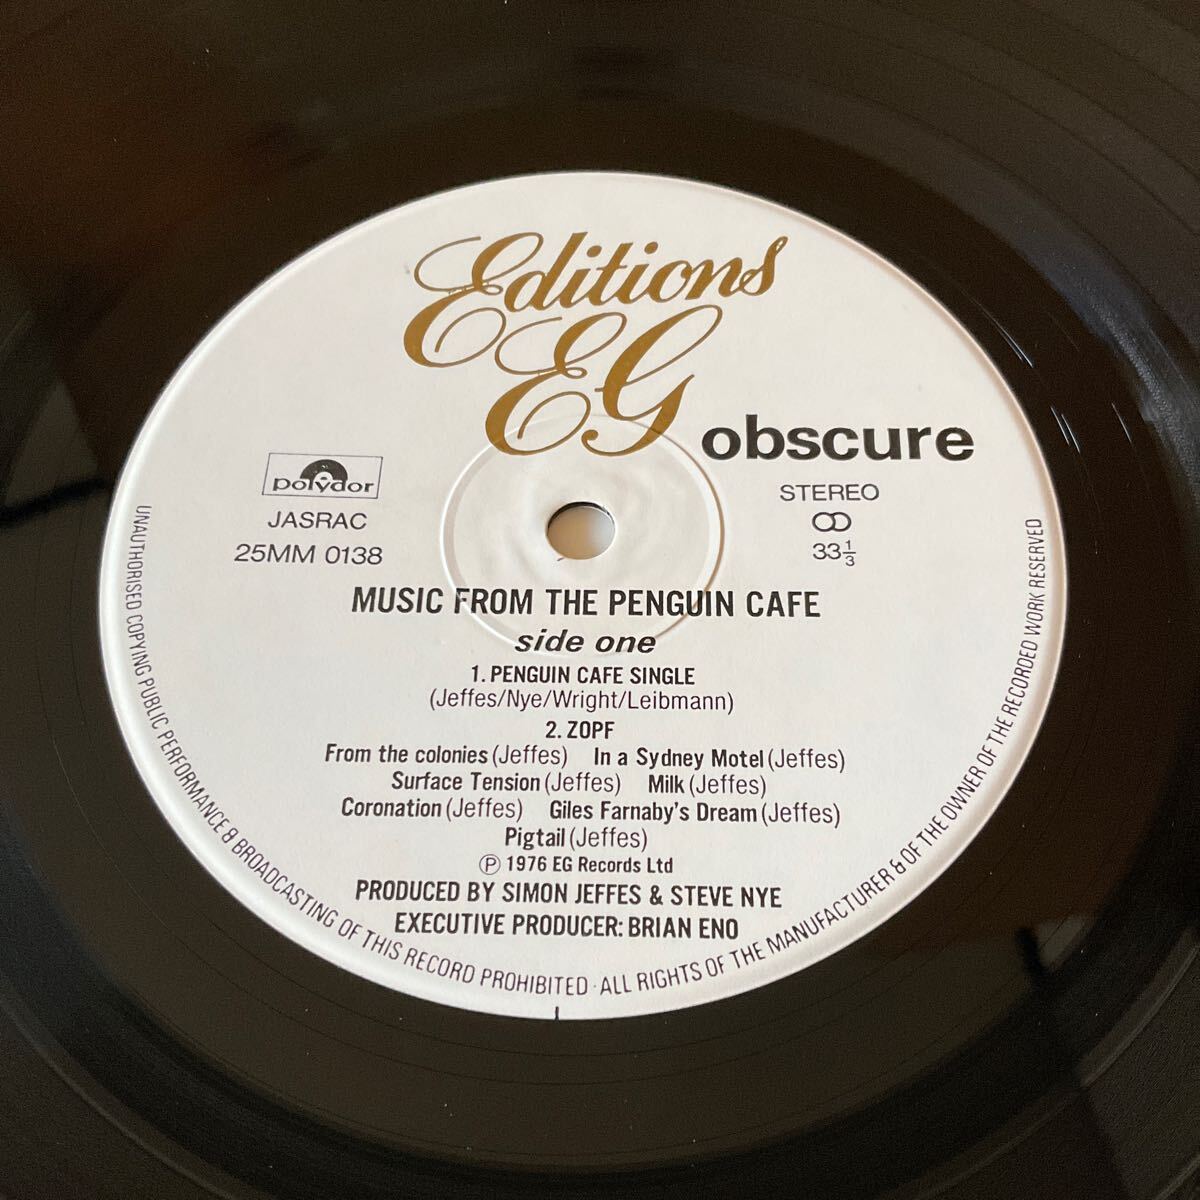 Editions
EG
obscure
polydor
JASRAC
25MM 0138
STEREO
33⅓
MUSIC FROM THE PENGUIN CAFE
side one
1. PENGUIN CAFE SINGLE
(Jeffes/Nye/Wright/Leibmann)
2. ZOPF
From the colonies (Jeffes) In a Sydney Motel (Jeffes)
Surface Tension (Jeffes) Milk (Jeffes)
Coronation (Jeffes) Giles Farnaby's Dream (Jeffes)
Pigtail (Jeffes)
Ⓟ 1976 EG Records Ltd
PRODUCED BY SIMON JEFFES & STEVE NYE
EXECUTIVE PRODUCER: BRIAN ENO
UNAUTHORISED COPYING PUBLIC PERFORMANCE & BROADCASTING OF THIS RECORD PROHIBITED · ALL RIGHTS OF THE MANUFACTURER & OF THE OWNER OF THE RECORDED WORK RESERVED